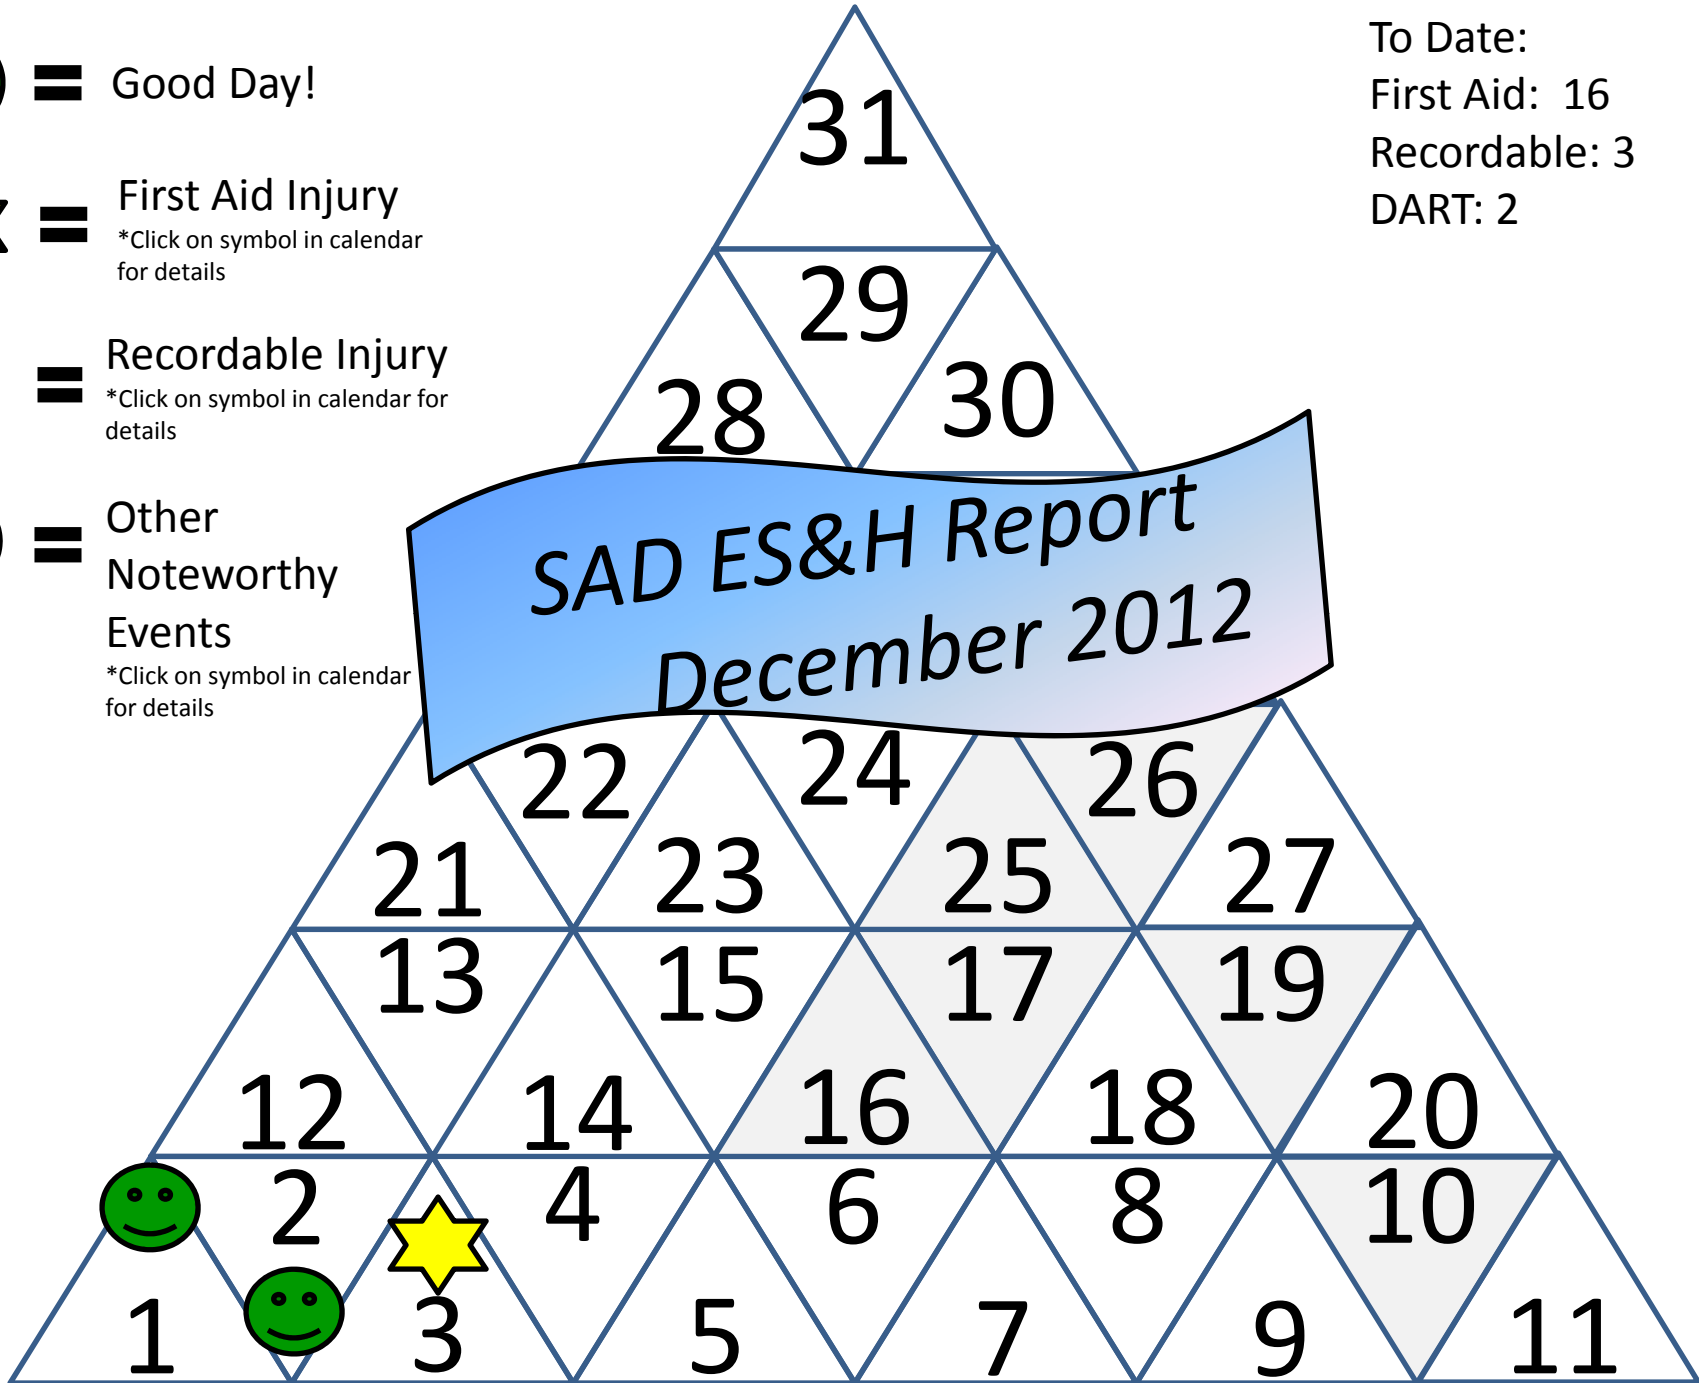 = Good Day!
= First Aid Injury
*Click on symbol in calendar
for details
= Recordable Injury
*Click on symbol in calendar for
details
= Other
Noteworthy
Events
*Click on symbol in calendar
for details
To Date:
First Aid: 16
Recordable: 3
DART: 2
31
29
28 30
SAD ES&H Report
December 2012
22 24 26
21 23 25 27
13 15 17 19
12 14 16 18 20
2 4 6 8 10
1 3 5 7 9 11